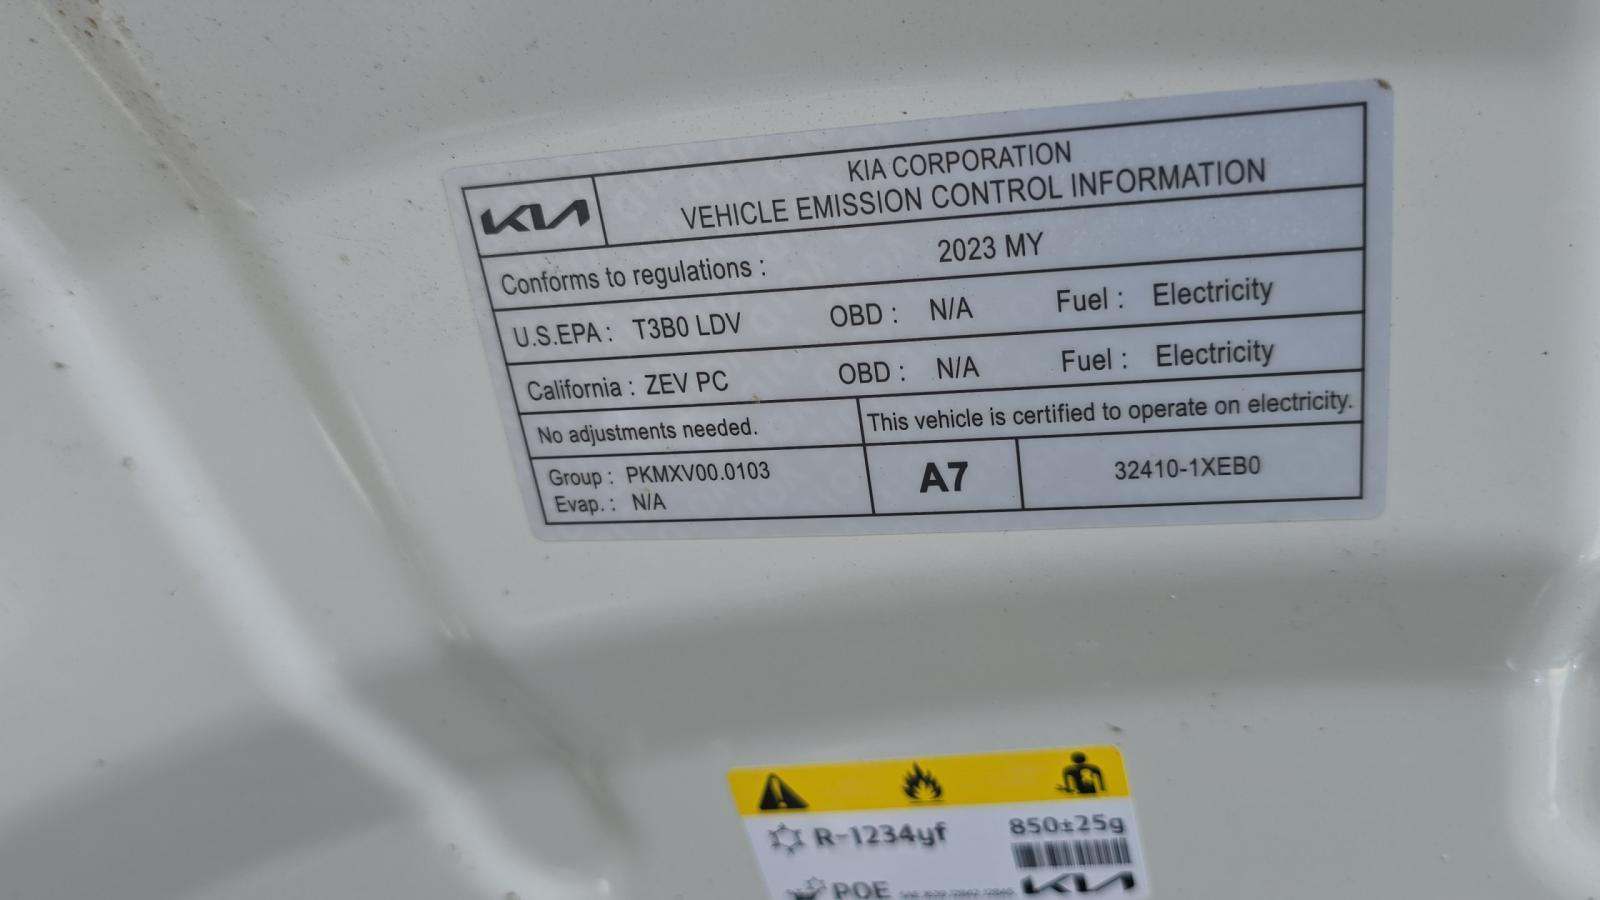 KIA CORPORATION
KIA VEHICLE EMISSION CONTROL INFORMATION
Conforms to regulations : 2023 MY
U.S.EPA : T3B0 LDV OBD : N/A Fuel : Electricity
California : ZEV PC OBD : N/A Fuel : Electricity
No adjustments needed. This vehicle is certified to operate on electricity.
Group : PKMXV00.0103 A7 32410-1XEB0
Evap. : N/A
R-1234yf 850±25g
POE KIA